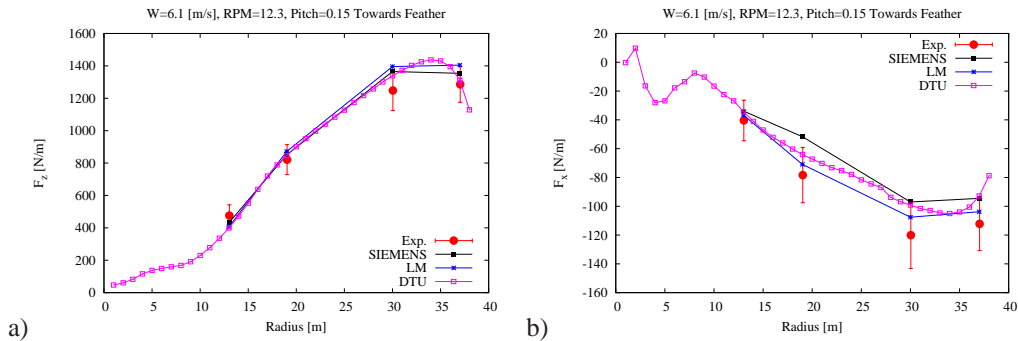 W=6.1 [m/s], RPM=12.3, Pitch=0.15 Towards Feather
1600
1400
1200
1000
800
600
400
200
0
F_z [N/m]
0 5 10 15 20 25 30 35 40
Radius [m]
Exp.
SIEMENS
LM
DTU
a)
W=6.1 [m/s], RPM=12.3, Pitch=0.15 Towards Feather
20
0
-20
-40
-60
-80
-100
-120
-140
-160
F_x [N/m]
0 5 10 15 20 25 30 35 40
Radius [m]
Exp.
SIEMENS
LM
DTU
b)